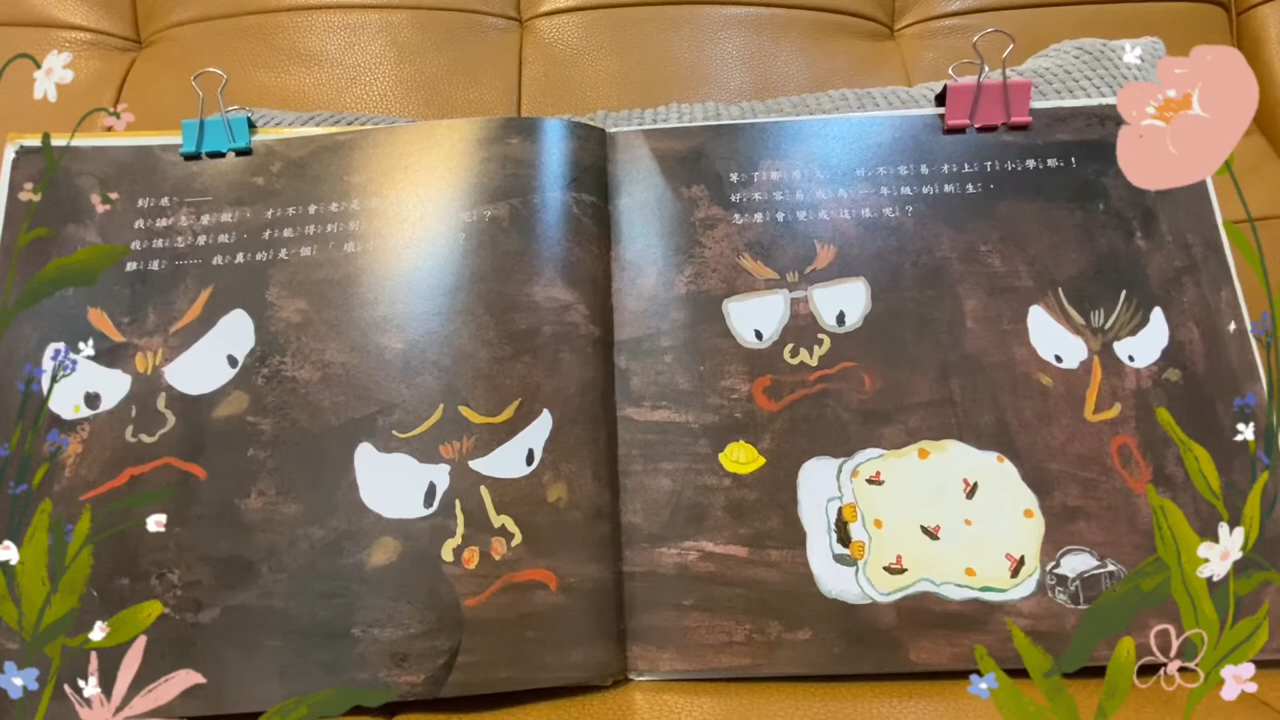 到底——
我該怎麼做,才不會老是 呢?
我該怎麼做,才能得到別 ?
難道……我真的是個「壞
等了那麼久,好不容易才上了小學耶!
好不容易成為一年級的新生,
怎麼會變成這樣呢?